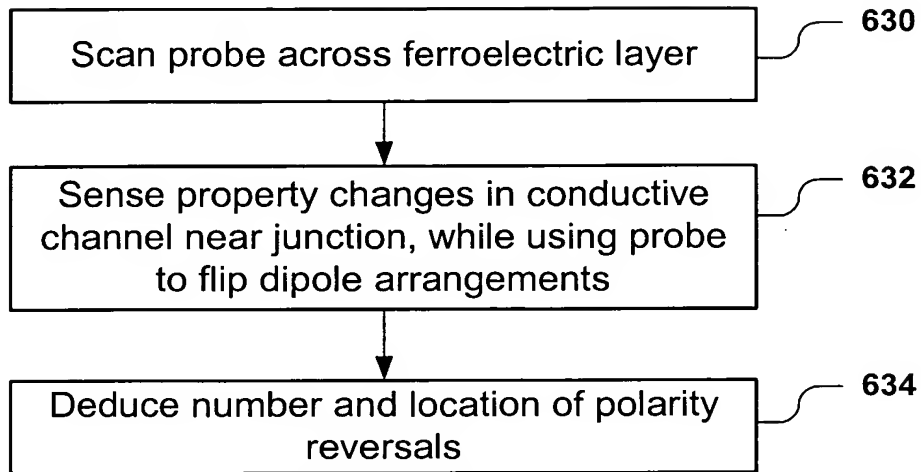 Scan probe across ferroelectric layer
630
Sense property changes in conductive
channel near junction, while using probe
to flip dipole arrangements
632
Deduce number and location of polarity
reversals
634